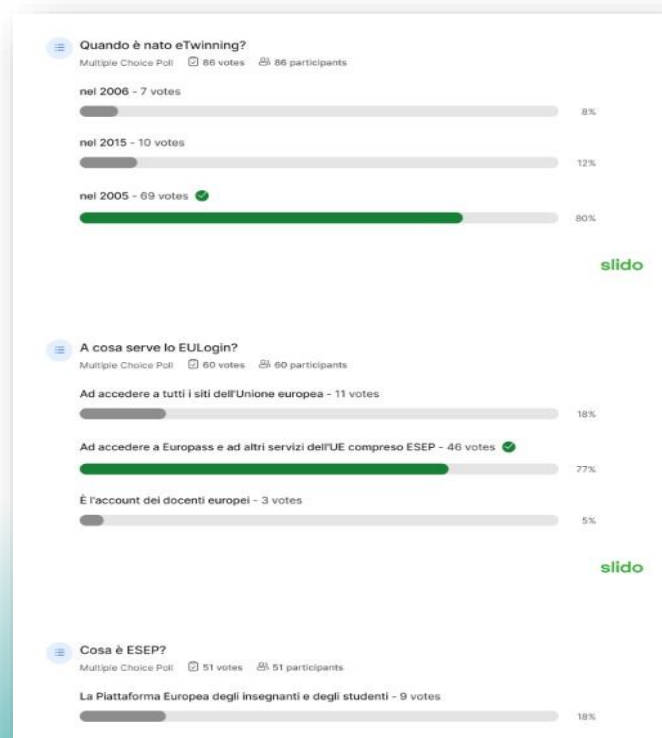 Quando è nato eTwinning?
Multiple Choice Poll 86 votes 86 participants
nel 2006 - 7 votes
8%
nel 2015 - 10 votes
12%
nel 2005 - 69 votes
80%
slido
A cosa serve lo EULogin?
Multiple Choice Poll 60 votes 60 participants
Ad accedere a tutti i siti dell'Unione europea - 11 votes
18%
Ad accedere a Europass e ad altri servizi dell'UE compreso ESEP - 46 votes
77%
È l'account dei docenti europei - 3 votes
5%
slido
Cosa è ESEP?
Multiple Choice Poll 51 votes 51 participants
La Piattaforma Europea degli insegnanti e degli studenti - 9 votes
18%